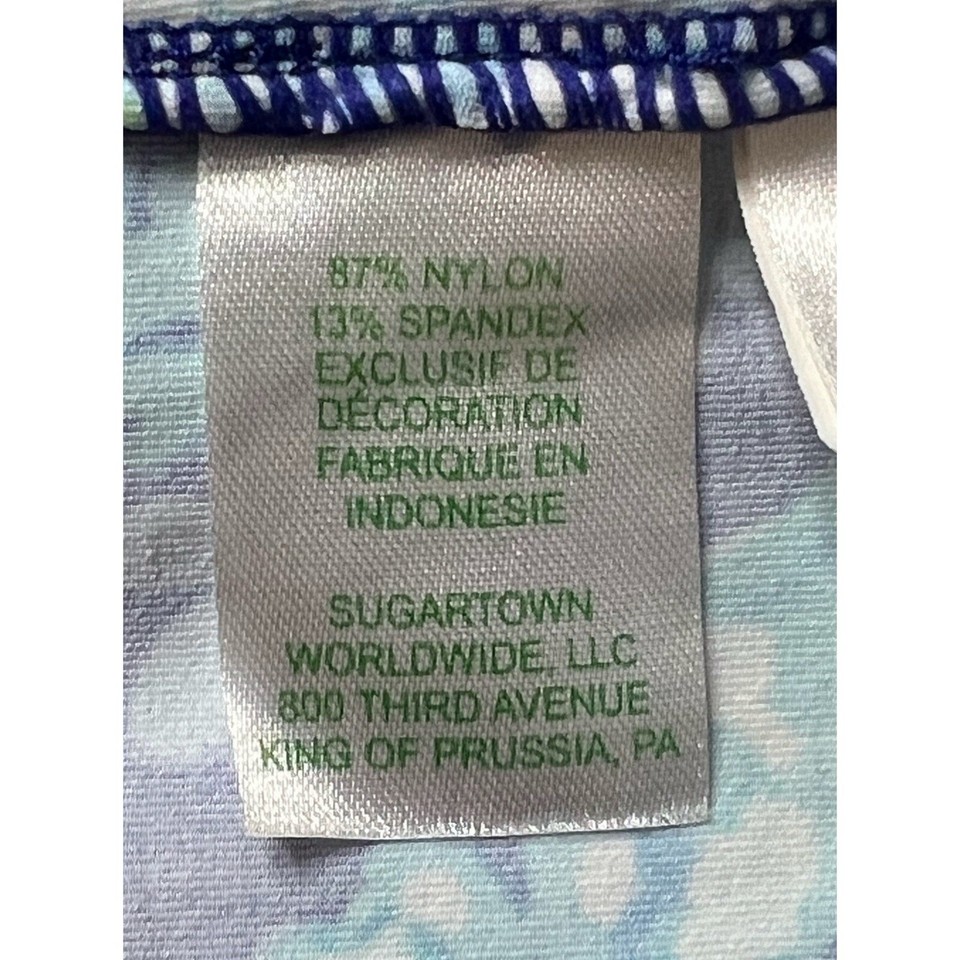 87% NYLON
13% SPANDEX
EXCLUSIF DE
DÉCORATION
FABRIQUE EN
INDONESIE
SUGARTOWN
WORLDWIDE, LLC
800 THIRD AVENUE
KING OF PRUSSIA, PA